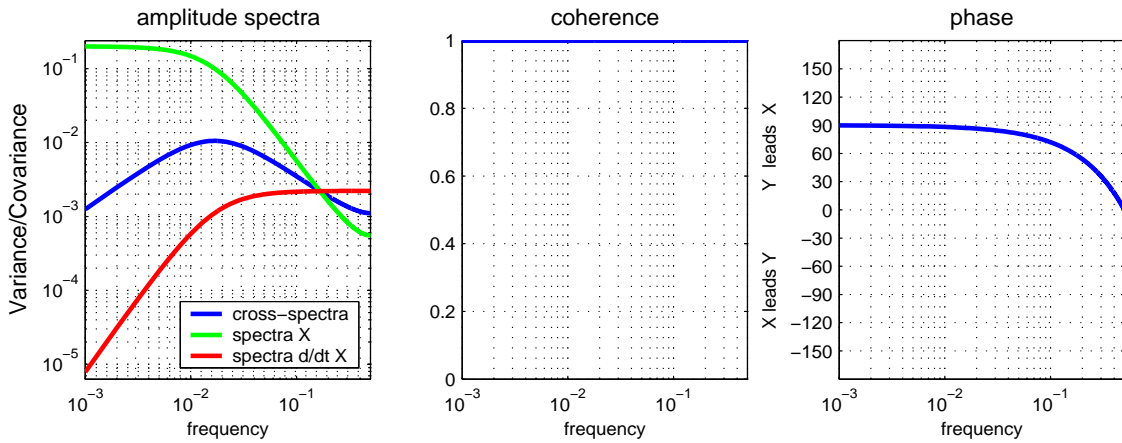 amplitude spectra
Variance/Covariance
10−1
10−2
10−3
10−4
10−5
cross−spectra
spectra X
spectra d/dt X
10−3
10−2
10−1
frequency
coherence
1
0.8
0.6
0.4
0.2
0
10−3
10−2
10−1
frequency
phase
X leads Y
Y leads X
150
120
90
60
30
0
−30
−60
−90
−120
−150
10−3
10−2
10−1
frequency